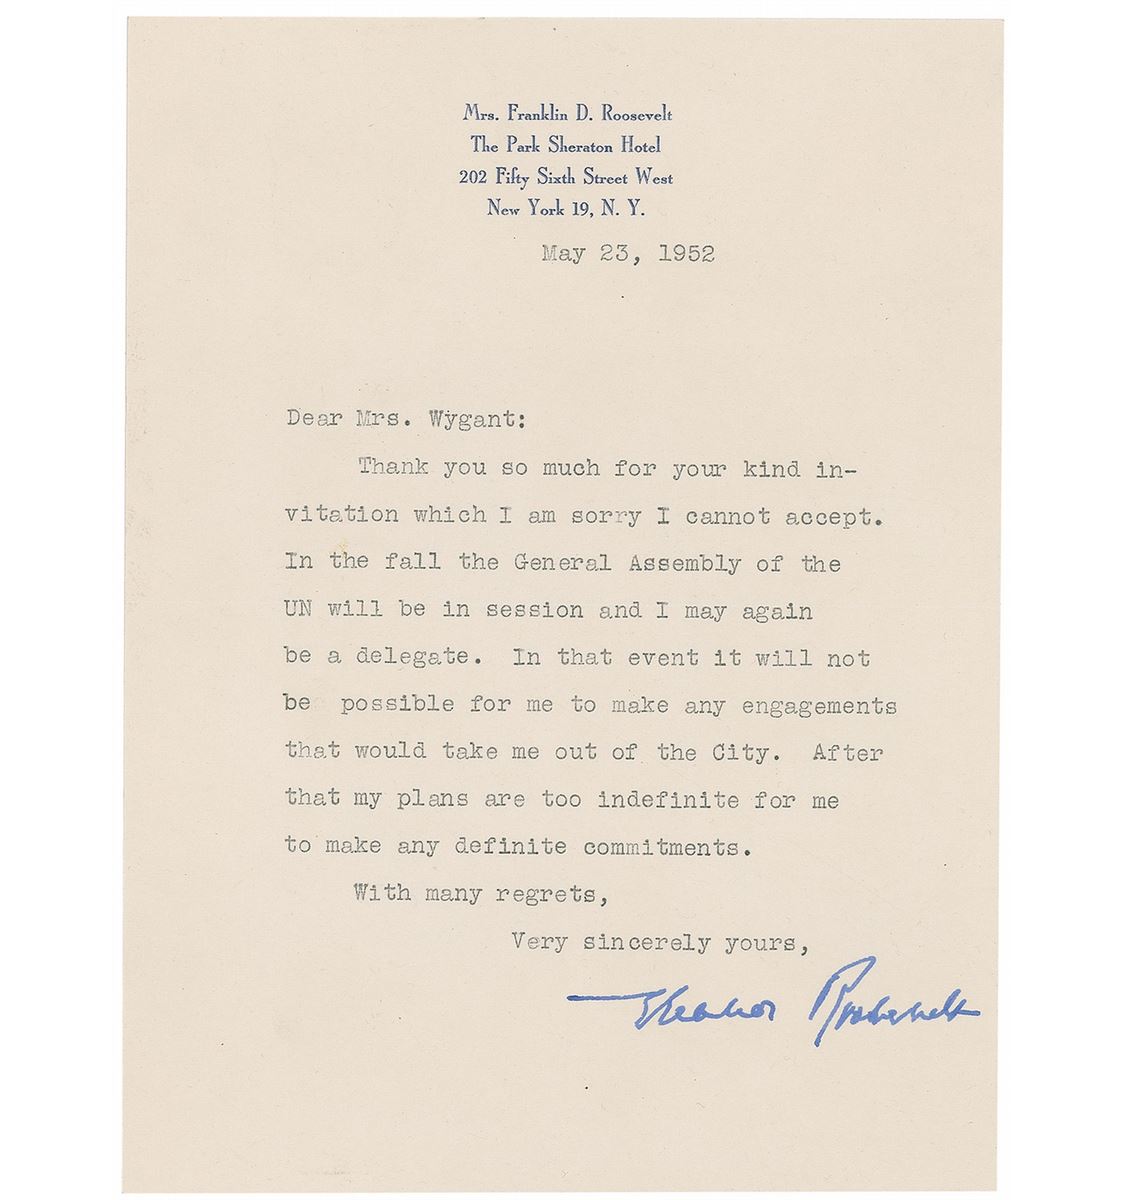 Mrs. Franklin D. Roosevelt
The Park Sheraton Hotel
202 Fifty Sixth Street West
New York 19, N. Y.
May 23, 1952
Dear Mrs. Wygant:
Thank you so much for your kind in-
vitation which I am sorry I cannot accept.
In the fall the General Assembly of the
UN will be in session and I may again
be a delegate. In that event it will not
be possible for me to make any engagements
that would take me out of the City. After
that my plans are too indefinite for me
to make any definite commitments.
With many regrets,
Very sincerely yours,
Eleanor Roosevelt